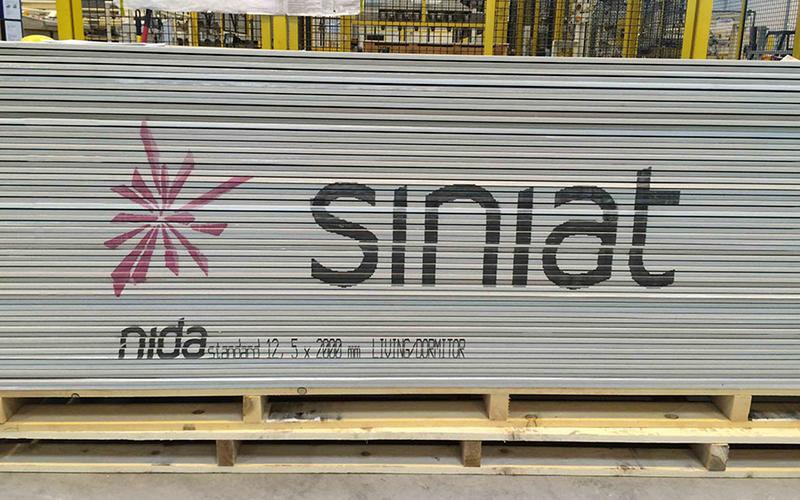 siniat
nida standard 12,5 x 2000 mm LIVING/DORMITOR